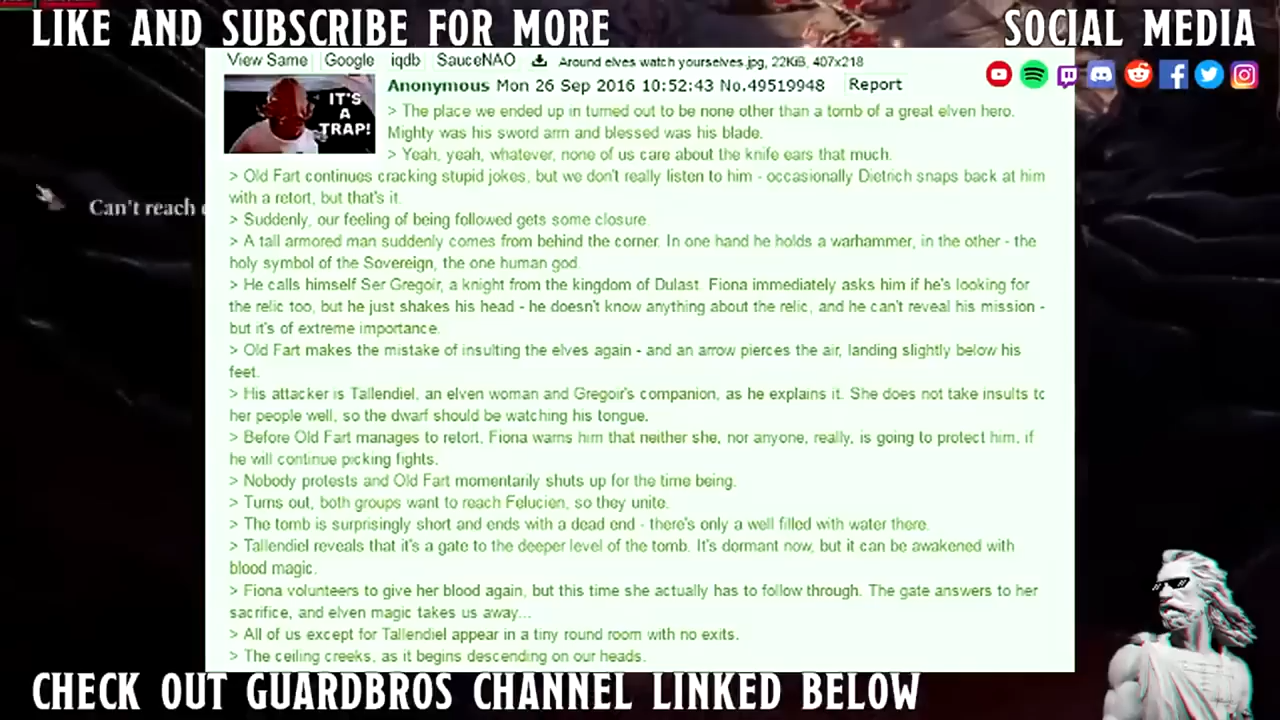 LIKE AND SUBSCRIBE FOR MORE
SOCIAL MEDIA
View Same Google iqdb SauceNAO Around elves watch yourselves.jpg, 22KiB, 407x218
Anonymous Mon 26 Sep 2016 10:52:43 No.49519948 Report
IT'S
A
TRAP!
> The place we ended up in turned out to be none other than a tomb of a great elven hero.
Mighty was his sword arm and blessed was his blade.
> Yeah, yeah, whatever, none of us care about the knife ears that much.
> Old Fart continues cracking stupid jokes, but we don't really listen to him - occasionally Dietrich snaps back at him
with a retort, but that's it.
> Suddenly, our feeling of being followed gets some closure.
> A tall armored man suddenly comes from behind the corner. In one hand he holds a warhammer, in the other - the
holy symbol of the Sovereign, the one human god.
> He calls himself Ser Gregoir, a knight from the kingdom of Dulast. Fiona immediately asks him if he's looking for
the relic too, but he just shakes his head - he doesn't know anything about the relic, and he can't reveal his mission -
but it's of extreme importance.
> Old Fart makes the mistake of insulting the elves again - and an arrow pierces the air, landing slightly below his
feet.
> His attacker is Tallendiel, an elven woman and Gregoir's companion, as he explains it. She does not take insults to
her people well, so the dwarf should be watching his tongue.
> Before Old Fart manages to retort, Fiona warns him that neither she, nor anyone, really, is going to protect him, if
he will continue picking fights.
> Nobody protests and Old Fart momentarily shuts up for the time being.
> Turns out, both groups want to reach Felucien, so they unite.
> The tomb is surprisingly short and ends with a dead end - there's only a well filled with water there.
> Tallendiel reveals that it's a gate to the deeper level of the tomb. It's dormant now, but it can be awakened with
blood magic.
> Fiona volunteers to give her blood again, but this time she actually has to follow through. The gate answers to her
sacrifice, and elven magic takes us away...
> All of us except for Tallendiel appear in a tiny round room with no exits.
> The ceiling creeks, as it begins descending on our heads.
Can't reach
CHECK OUT GUARDBROS CHANNEL LINKED BELOW